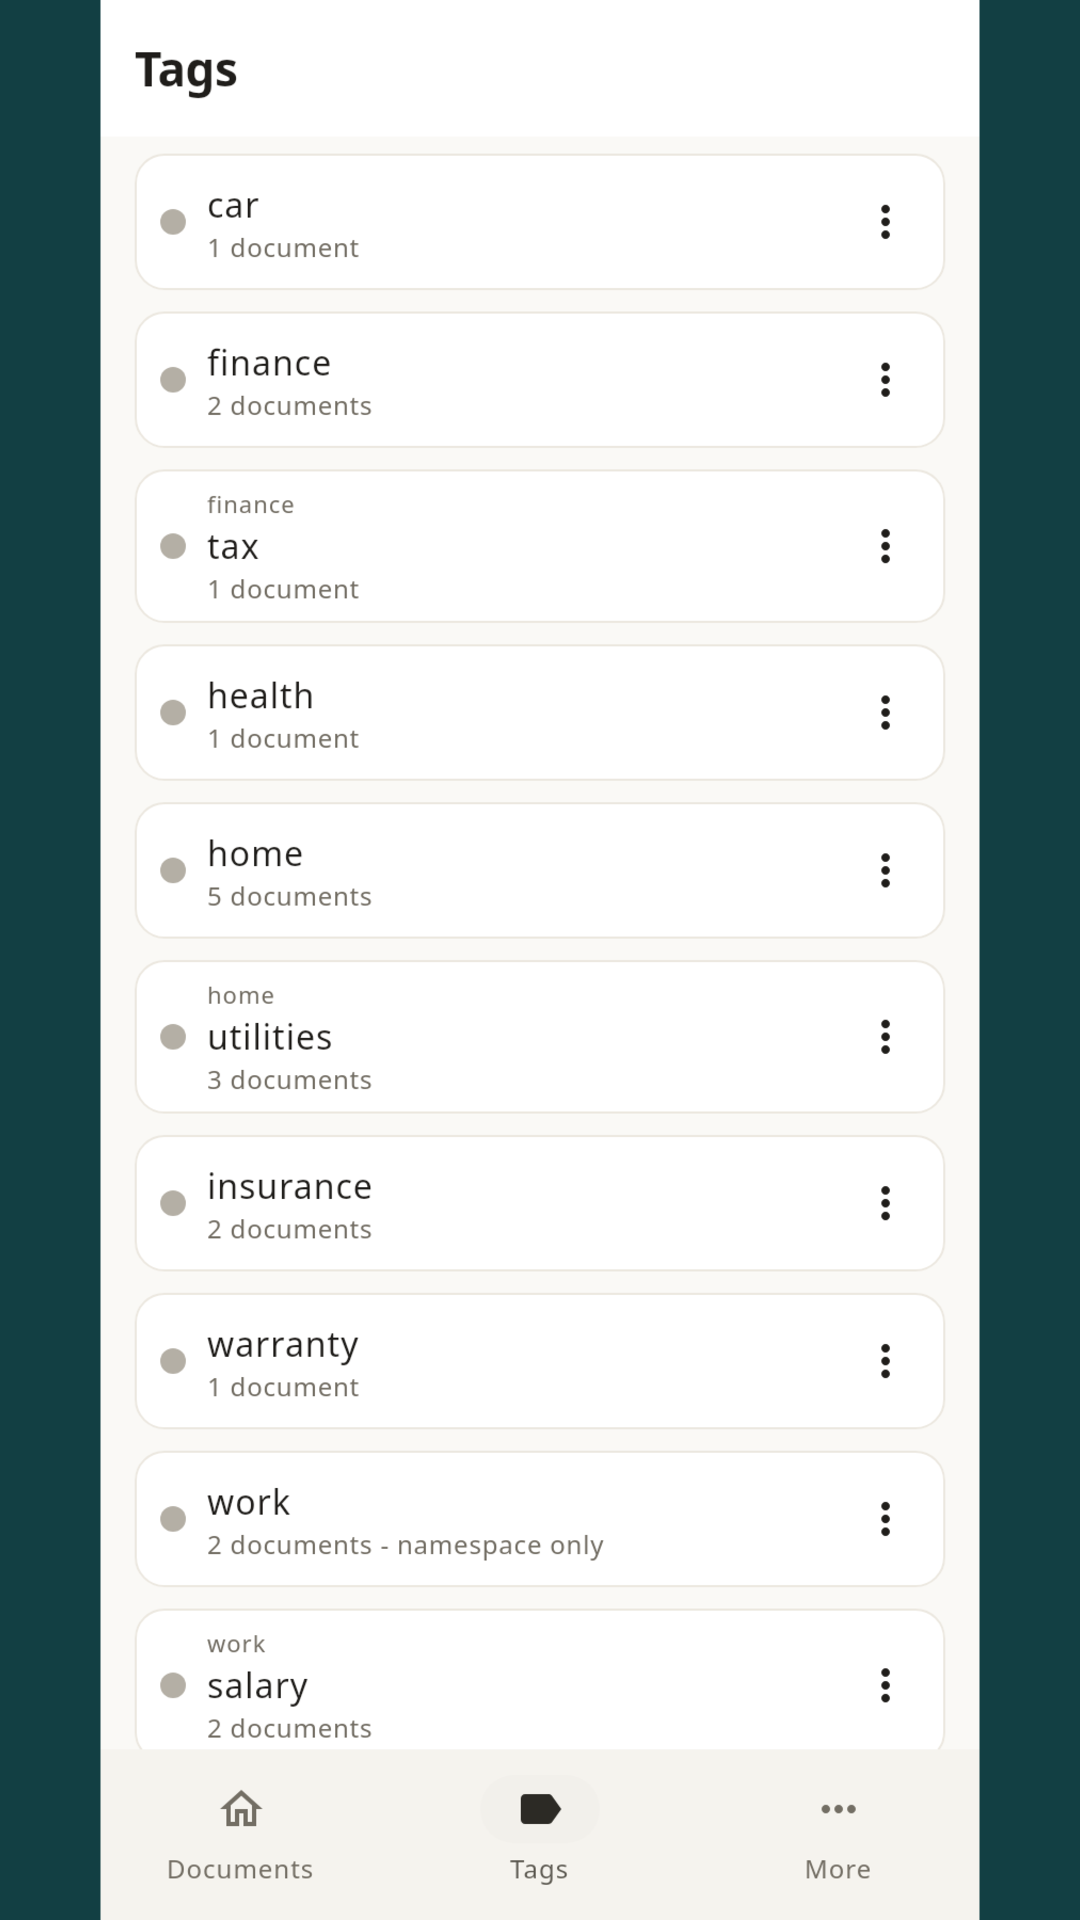 Tags
car
1 document
finance
2 documents
finance
tax
1 document
health
1 document
home
5 documents
home
utilities
3 documents
insurance
2 documents
warranty
1 document
work
2 documents - namespace only
work
salary
2 documents
Documents
Tags
More